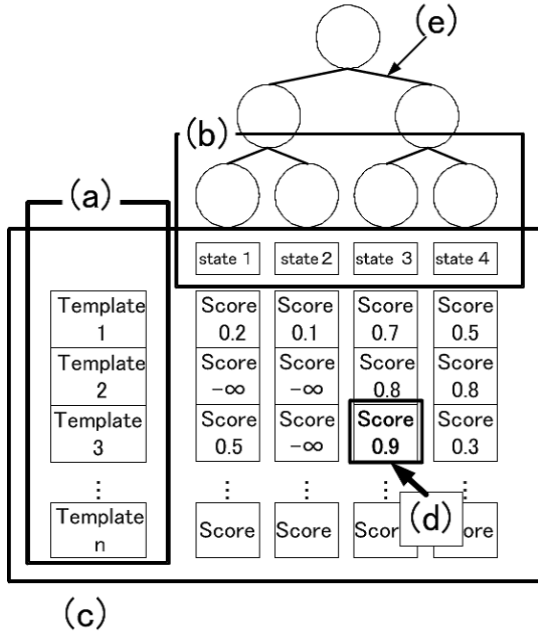 (e)
(b)
(a)
state 1
state 2
state 3
state 4
Template
1
Score
0.2
Score
0.1
Score
0.7
Score
0.5
Template
2
Score
-∞
Score
-∞
Score
0.8
Score
0.8
Template
3
Score
0.5
Score
-∞
Score
0.9
Score
0.3
⋮
⋮
⋮
⋮
⋮
Template
n
Score
Score
Score
(d)
(c)